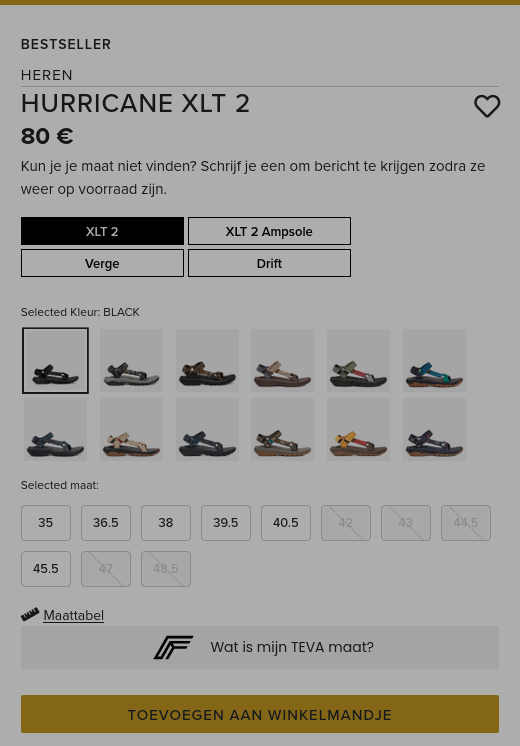 BESTSELLER
HEREN
HURRICANE XLT 2
80 €
Kun je je maat niet vinden? Schrijf je een om bericht te krijgen zodra ze
weer op voorraad zijn.
XLT 2
XLT 2 Ampsole
Verge
Drift
Selected Kleur: BLACK
Selected maat:
35 36.5 38 39.5 40.5 42 43 44.5
45.5 47 48.5
Maattabel
Wat is mijn TEVA maat?
TOEVOEGEN AAN WINKELMANDJE